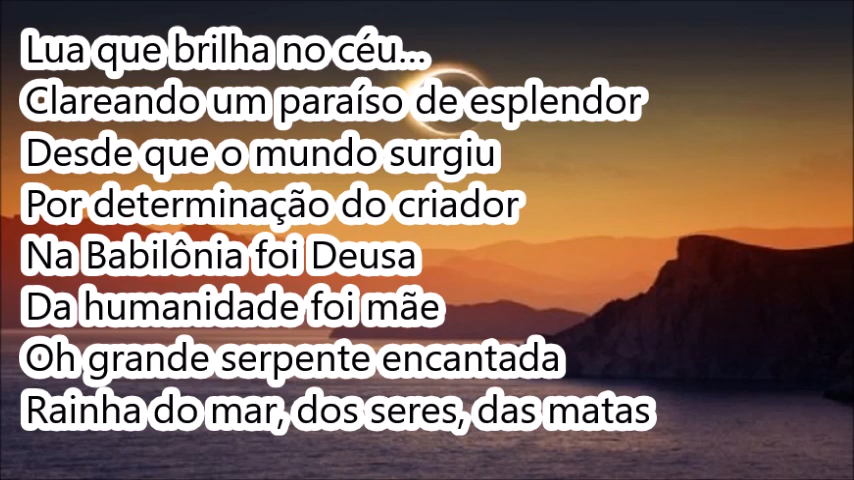 Lua que brilha no céu...
Clareando um paraíso de esplendor
Desde que o mundo surgiu
Por determinação do criador
Na Babilônia foi Deusa
Da humanidade foi mãe
Oh grande serpente encantada
Rainha do mar, dos seres, das matas